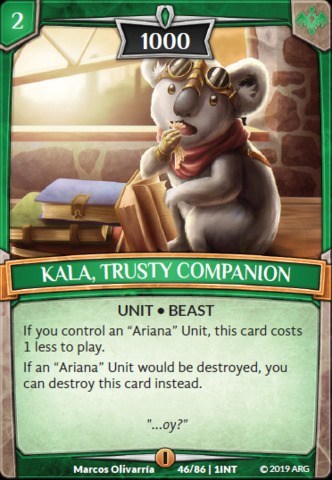 2
1000
KALA, TRUSTY COMPANION
UNIT • BEAST
If you control an “Ariana” Unit, this card costs
1 less to play.
If an “Ariana” Unit would be destroyed, you
can destroy this card instead.
"...oy?"
I
Marcos Olivarría 46/86 | 1INT © 2019 ARG